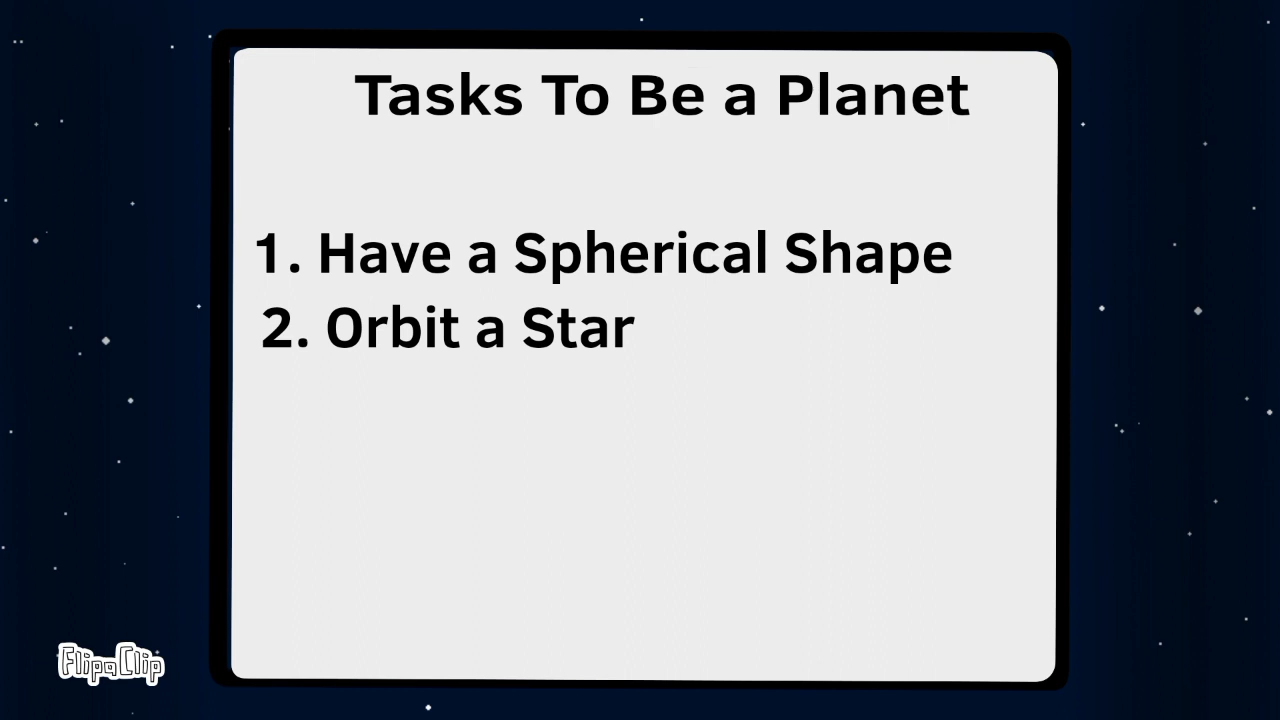 Tasks To Be a Planet
1. Have a Spherical Shape
2. Orbit a Star
FlipaClip